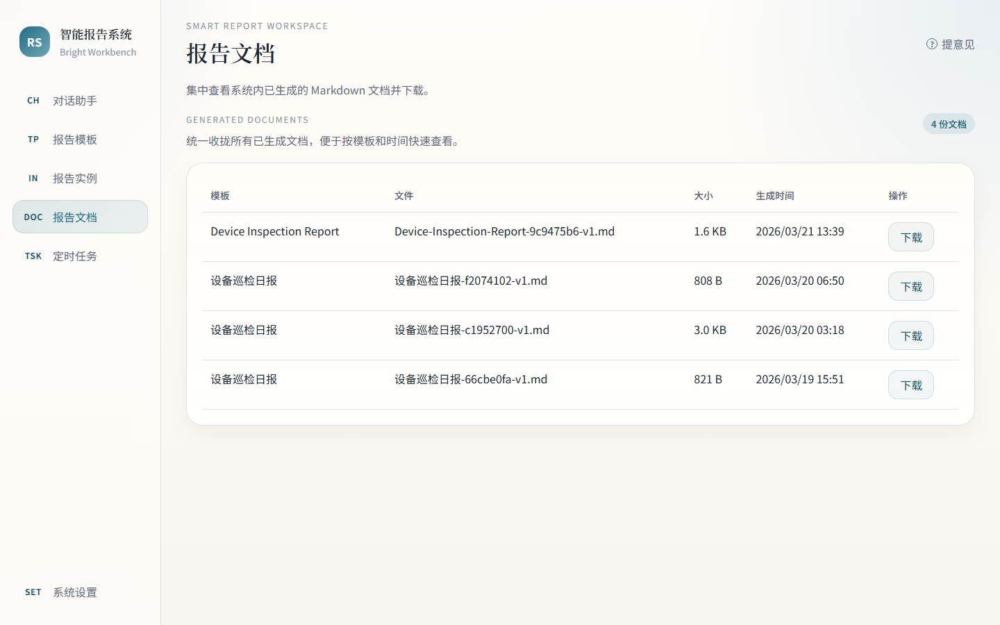 RS
智能报告系统
Bright Workbench
CH 对话助手
TP 报告模板
IN 报告实例
DOC 报告文档
TSK 定时任务
SET 系统设置
SMART REPORT WORKSPACE
报告文档
集中查看系统内已生成的 Markdown 文档并下载。
? 提意见
GENERATED DOCUMENTS
统一收拢所有已生成文档，便于按模板和时间快速查看。
4 份文档
模板 文件 大小 生成时间 操作
Device Inspection Report Device-Inspection-Report-9c9475b6-v1.md 1.6 KB 2026/03/21 13:39 下载
设备巡检日报 设备巡检日报-f2074102-v1.md 808 B 2026/03/20 06:50 下载
设备巡检日报 设备巡检日报-c1952700-v1.md 3.0 KB 2026/03/20 03:18 下载
设备巡检日报 设备巡检日报-66cbe0fa-v1.md 821 B 2026/03/19 15:51 下载